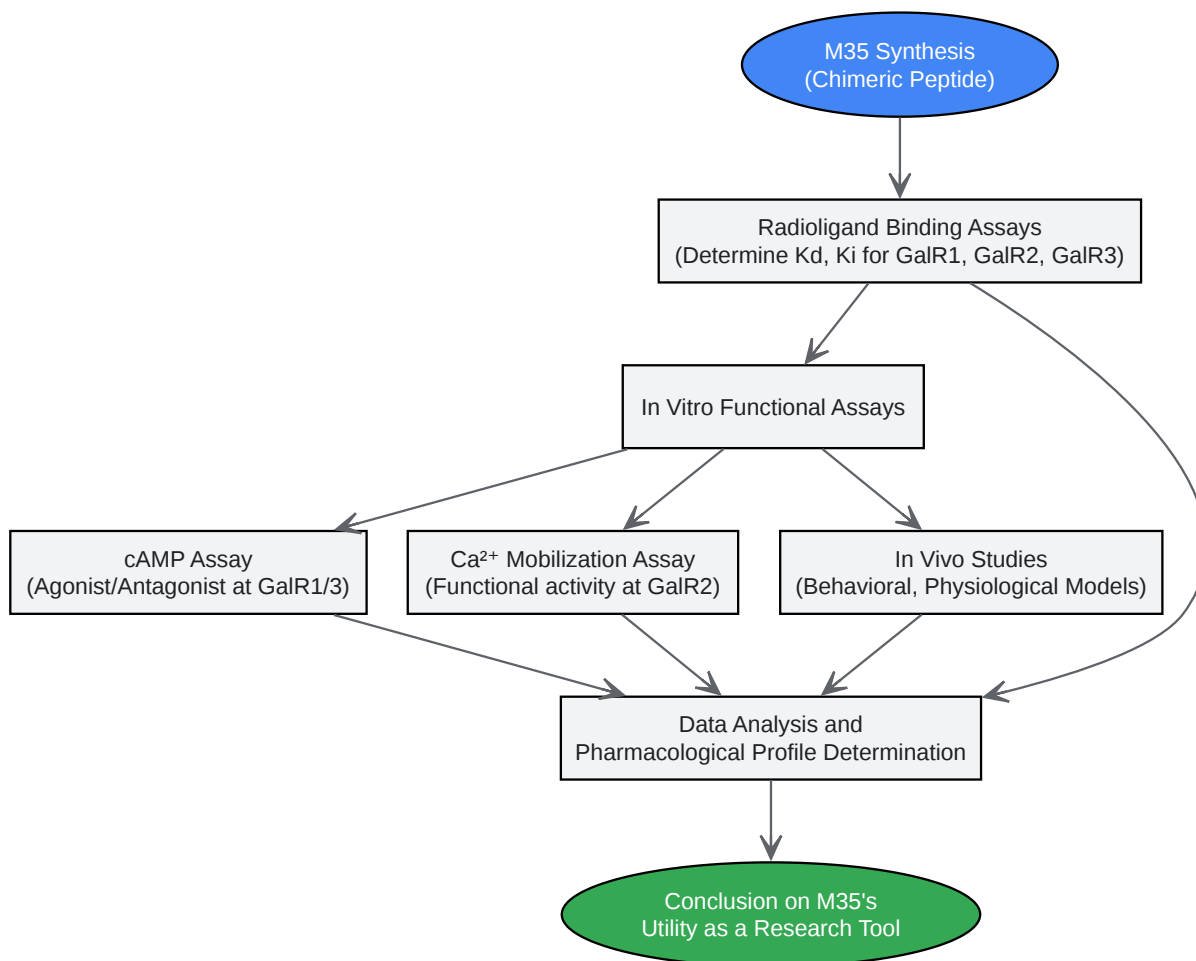 M35 Synthesis
(Chimeric Peptide)
Radioligand Binding Assays
(Determine Kd, Ki for GalR1, GalR2, GalR3)
In Vitro Functional Assays
cAMP Assay
(Agonist/Antagonist at GalR1/3)
Ca²⁺ Mobilization Assay
(Functional activity at GalR2)
In Vivo Studies
(Behavioral, Physiological Models)
Data Analysis and
Pharmacological Profile Determination
Conclusion on M35's
Utility as a Research Tool